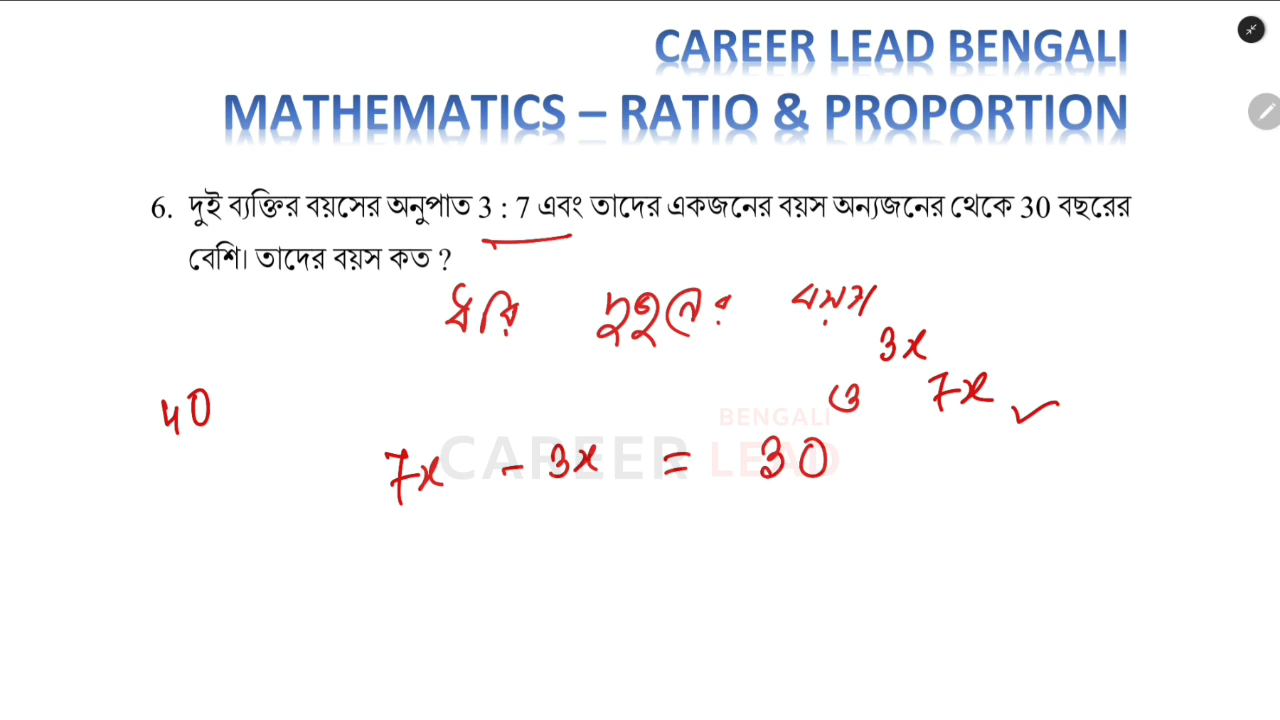 CAREER LEAD BENGALI
MATHEMATICS – RATIO & PROPORTION
6. দুই ব্যক্তির বয়সের অনুপাত 3 : 7 এবং তাদের একজনের বয়স অন্যজনের থেকে 30 বছরের
বেশি। তাদের বয়স কত ?
ধরি দুজনের বয়স
3x
ও 7x
40
BENGALI
CAREER LEAD
7x - 3x = 30